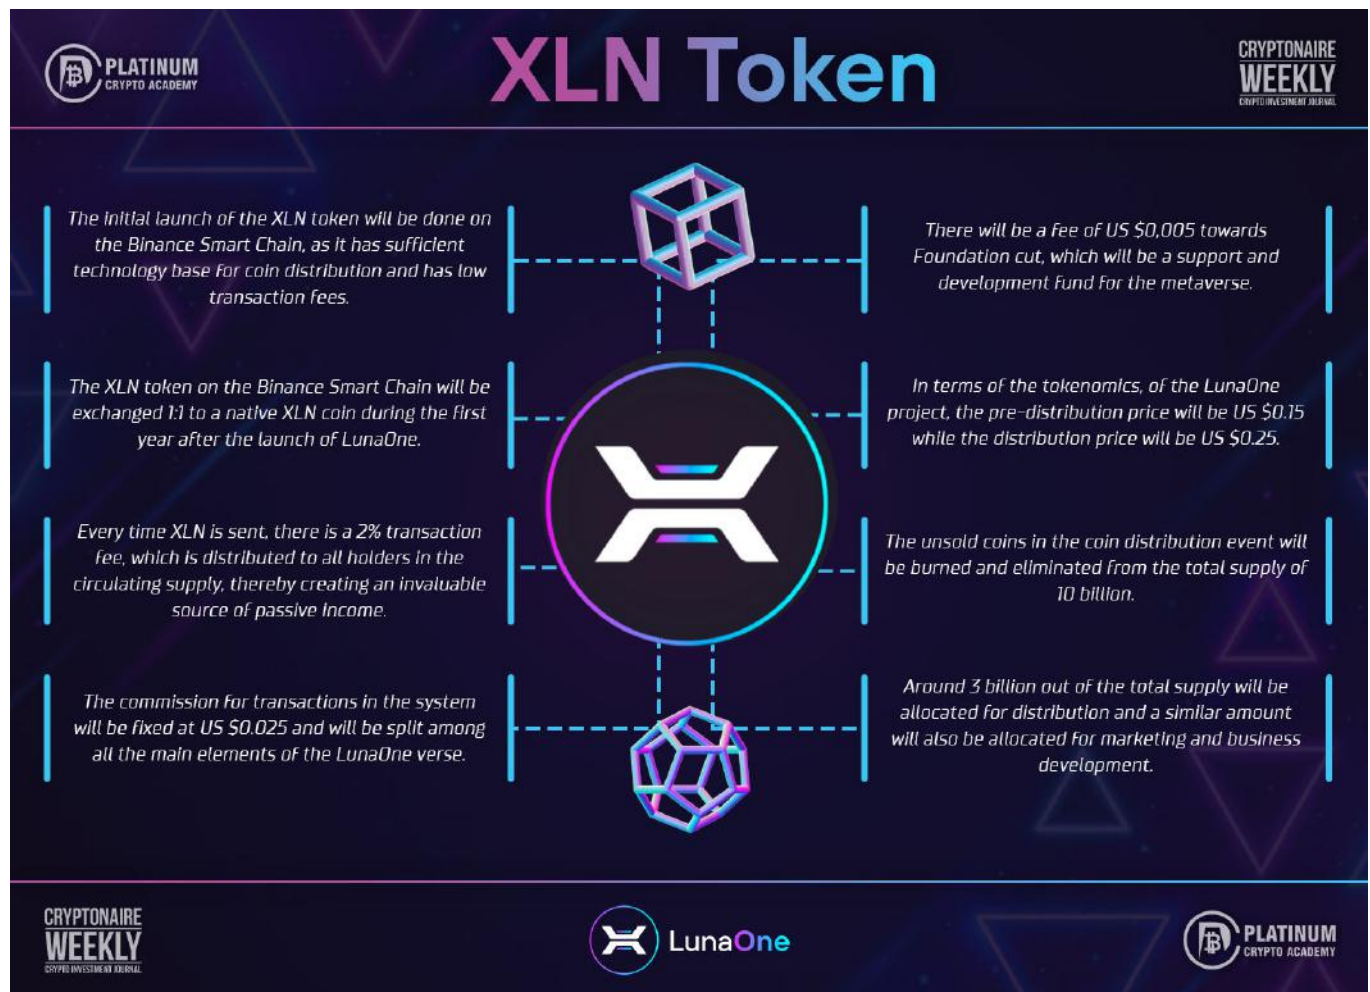 PLATINUM
CRYPTO ACADEMY
XLN Token
CRYPTONAIRE
WEEKLY
CRYPTO INVESTMENT JOURNAL
The initial launch of the XLN token will be done on
the Binance Smart Chain, as it has sufficient
technology base for coin distribution and has low
transaction fees.
The XLN token on the Binance Smart Chain will be
exchanged 1:1 to a native XLN coin during the first
year after the launch of LunaOne.
Every time XLN is sent, there is a 2% transaction
fee, which is distributed to all holders in the
circulating supply, thereby creating an invaluable
source of passive income.
The commission for transactions in the system
will be fixed at US $0.025 and will be split among
all the main elements of the LunaOne verse.
There will be a fee of US $0,005 towards
Foundation cut, which will be a support and
development fund for the metaverse.
In terms of the tokenomics, of the LunaOne
project, the pre-distribution price will be US $0.15
while the distribution price will be US $0.25.
The unsold coins in the coin distribution event will
be burned and eliminated from the total supply of
10 billion.
Around 3 billion out of the total supply will be
allocated for distribution and a similar amount
will also be allocated for marketing and business
development.
CRYPTONAIRE
WEEKLY
CRYPTO INVESTMENT JOURNAL
LunaOne
PLATINUM
CRYPTO ACADEMY